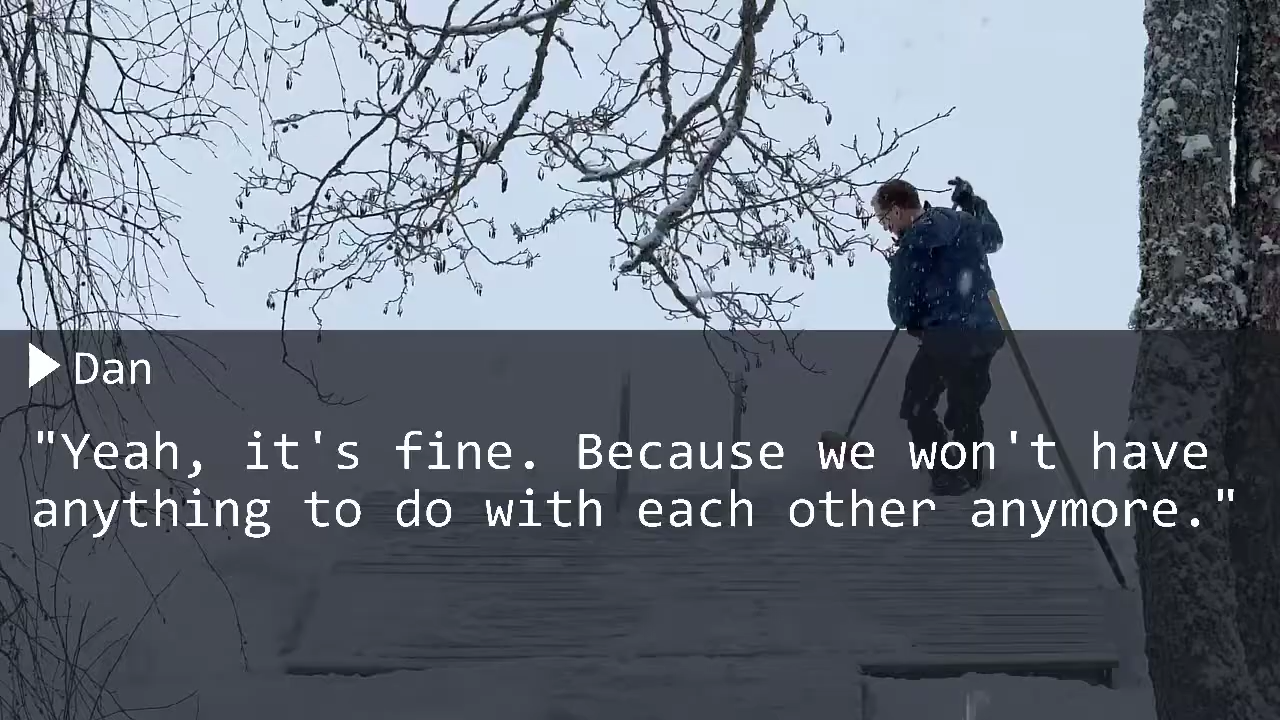 Dan
"Yeah, it's fine. Because we won't have
anything to do with each other anymore."